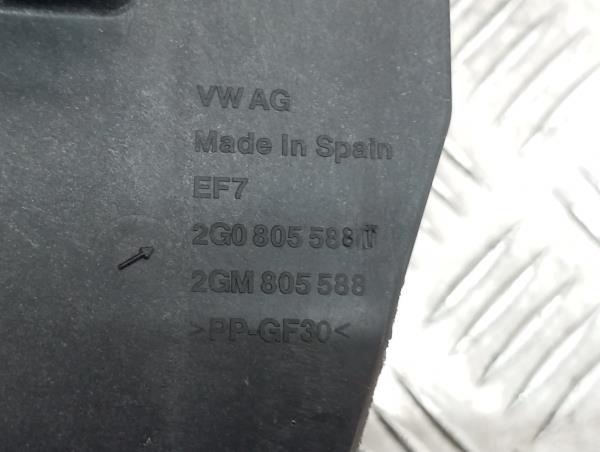 VW AG
Made In Spain
EF7
2G0 805 588
2GM 805 588
>PP-GF30<